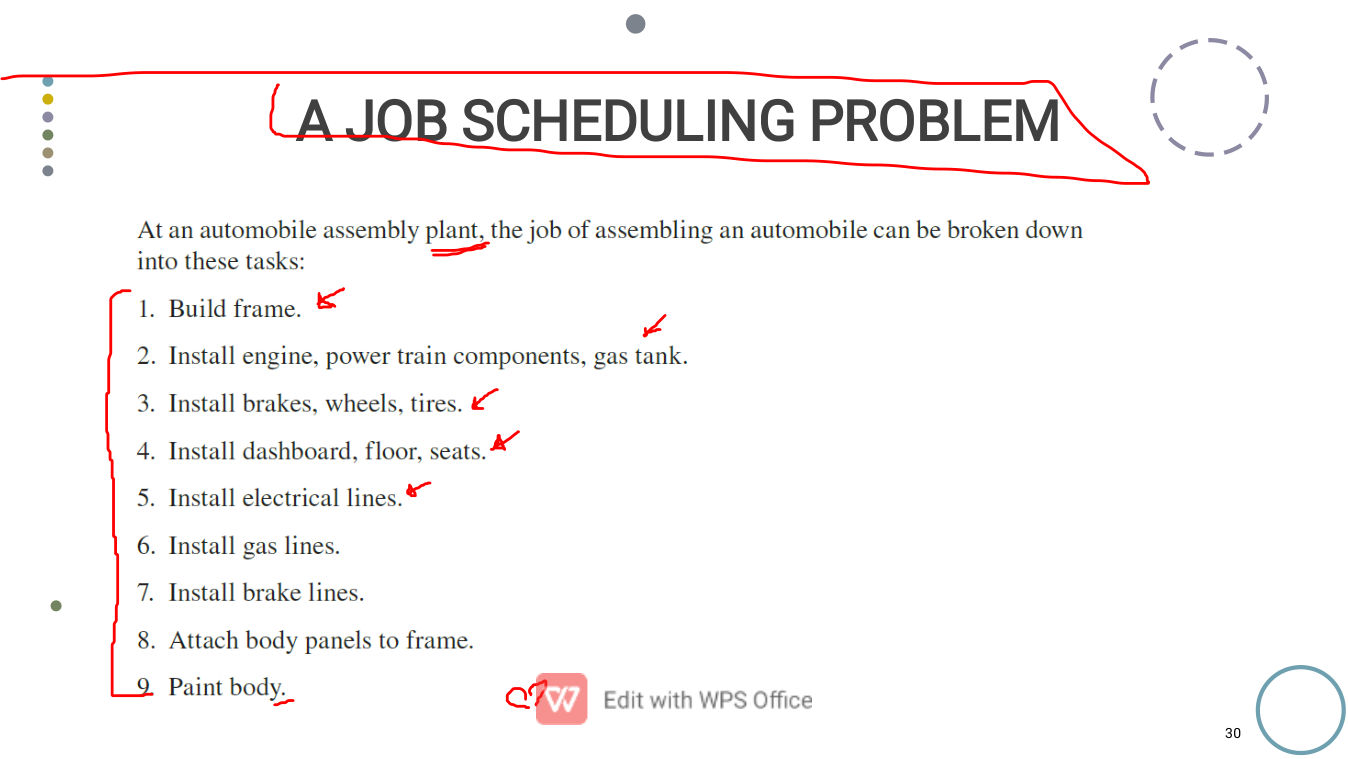 A JOB SCHEDULING PROBLEM
At an automobile assembly plant, the job of assembling an automobile can be broken down
into these tasks:
1. Build frame.
2. Install engine, power train components, gas tank.
3. Install brakes, wheels, tires.
4. Install dashboard, floor, seats.
5. Install electrical lines.
6. Install gas lines.
7. Install brake lines.
8. Attach body panels to frame.
9. Paint body.
Edit with WPS Office
30